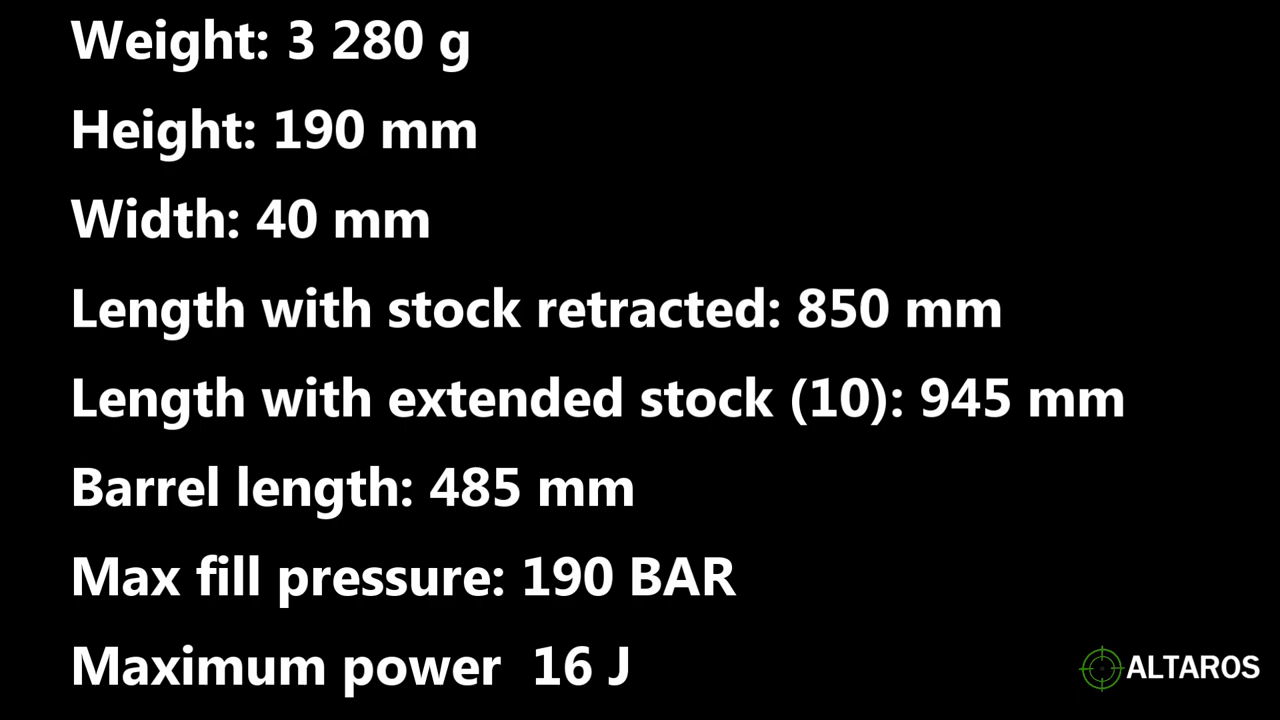 Weight: 3 280 g
Height: 190 mm
Width: 40 mm
Length with stock retracted: 850 mm
Length with extended stock (10): 945 mm
Barrel length: 485 mm
Max fill pressure: 190 BAR
Maximum power  16 J
ALTAROS